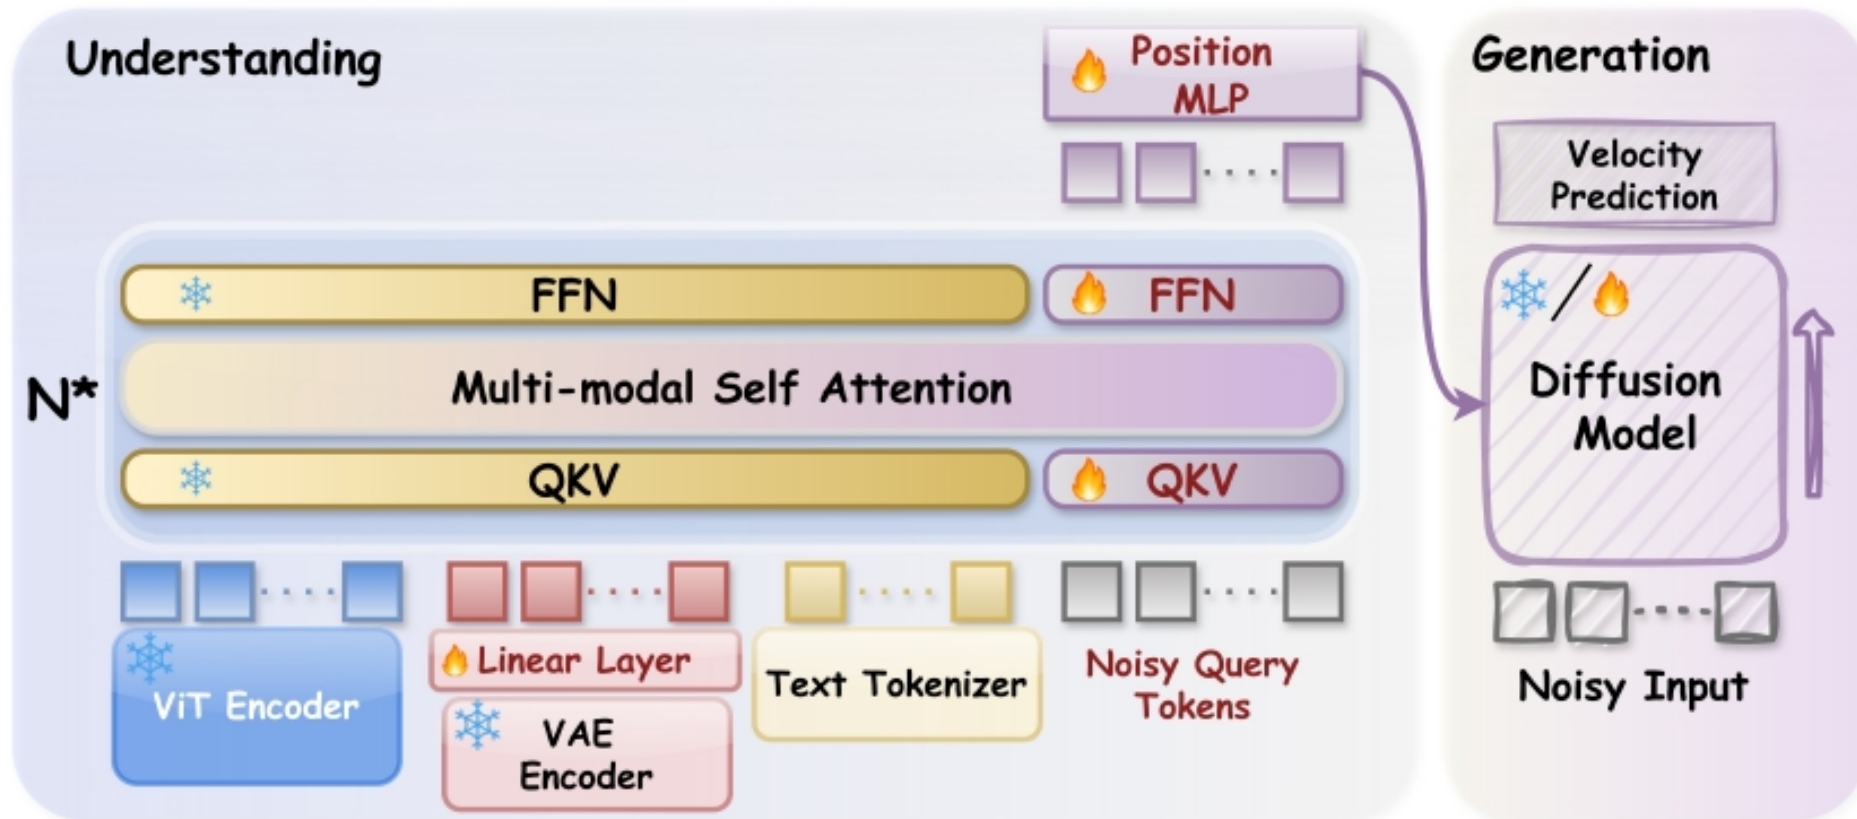 Understanding
Position
MLP
FFN
FFN
N*
Multi-modal Self Attention
QKV
QKV
ViT Encoder
Linear Layer
VAE
Encoder
Text Tokenizer
Noisy Query
Tokens
Generation
Velocity
Prediction
/
Diffusion
Model
Noisy Input